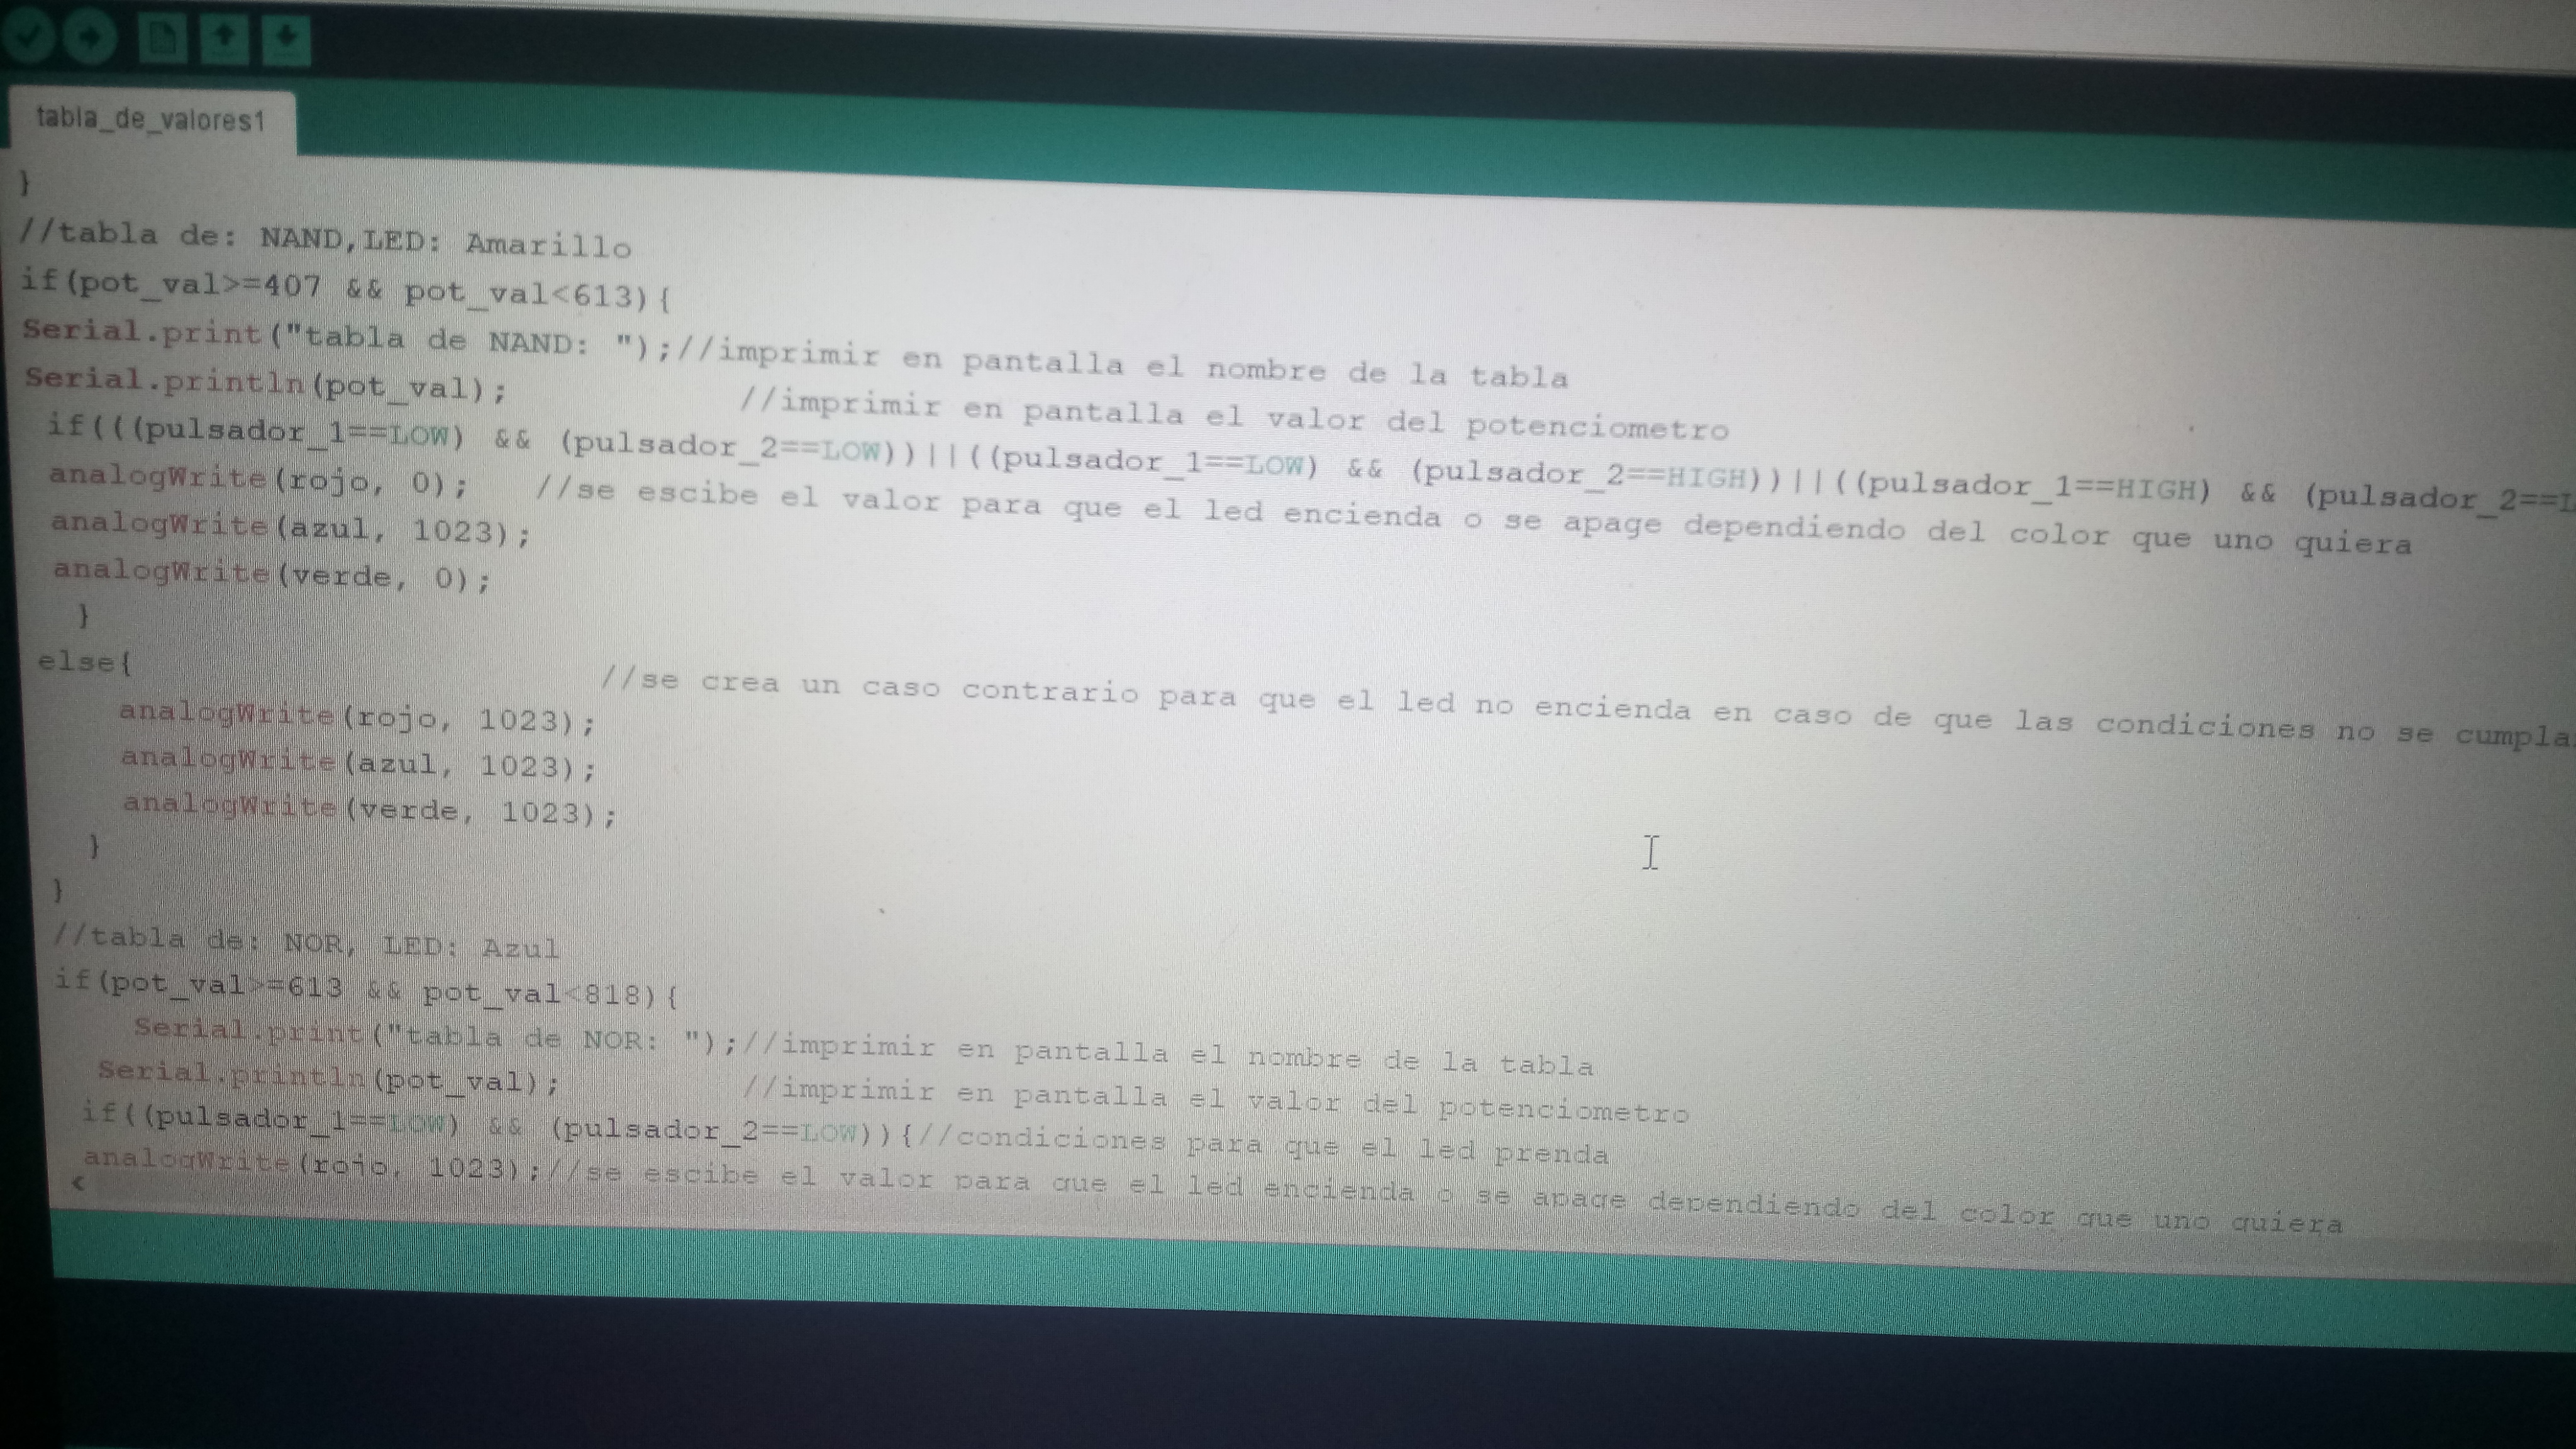 tabla_de_valores1
}
//tabla de: NAND,LED: Amarillo
if(pot_val>=407 && pot_val<613){
Serial.print("tabla de NAND: ");//imprimir en pantalla el nombre de la tabla
Serial.println(pot_val); //imprimir en pantalla el valor del potenciometro
if(((pulsador_1==LOW) && (pulsador_2==LOW))||((pulsador_1==LOW) && (pulsador_2==HIGH))||((pulsador_1==HIGH) && (pulsador_2==L
analogWrite(rojo, 0); //se escibe el valor para que el led encienda o se apage dependiendo del color que uno quiera
analogWrite(azul, 1023);
analogWrite(verde, 0);
}
else{ //se crea un caso contrario para que el led no encienda en caso de que las condiciones no se cumpla
analogWrite(rojo, 1023);
analogWrite(azul, 1023);
analogWrite(verde, 1023);
}
}
//tabla de: NOR, LED: Azul
if(pot_val>=613 && pot_val<818){
Serial.print("tabla de NOR: ");//imprimir en pantalla el nombre de la tabla
Serial.println(pot_val); //imprimir en pantalla el valor del potenciometro
if((pulsador_1==LOW) && (pulsador_2==LOW)){//condiciones para que el led prenda
analogWrite(rojo, 1023);//se escibe el valor para que el led encienda o se apage dependiendo del color que uno quiera